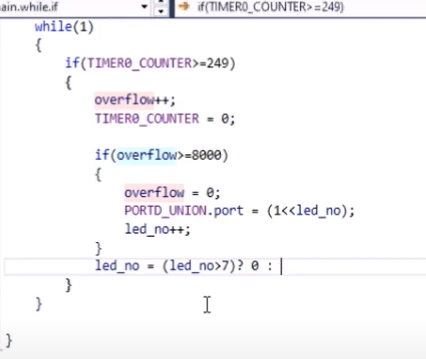 ain.while.if if(TIMER0_COUNTER>=249)
while(1)
{
if(TIMER0_COUNTER>=249)
{
overflow++;
TIMER0_COUNTER = 0;
if(overflow>=8000)
{
overflow = 0;
PORTD_UNION.port = (1<<led_no);
led_no++;
}
led_no = (led_no>7)? 0 :
}
}
}